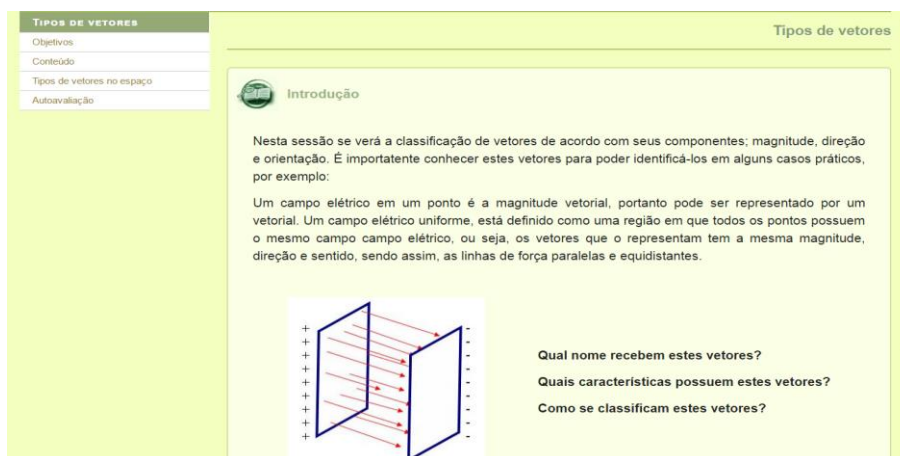 TIPOS DE VETORES
Objetivos
Conteúdo
Tipos de vetores no espaço
Autoavaliação
Tipos de vetores
Introdução
Nesta sessão se verá a classificação de vetores de acordo com seus componentes; magnitude, direção
e orientação. É importatente conhecer estes vetores para poder identificá-los em alguns casos práticos,
por exemplo:
Um campo elétrico em um ponto é a magnitude vetorial, portanto pode ser representado por um
vetorial. Um campo elétrico uniforme, está definido como uma região em que todos os pontos possuem
o mesmo campo campo elétrico, ou seja, os vetores que o representam tem a mesma magnitude,
direção e sentido, sendo assim, as linhas de força paralelas e equidistantes.
+ -
+ -
+ -
+ -
+ -
+ -
+ -
+ -
+ -
Qual nome recebem estes vetores?
Quais características possuem estes vetores?
Como se classificam estes vetores?